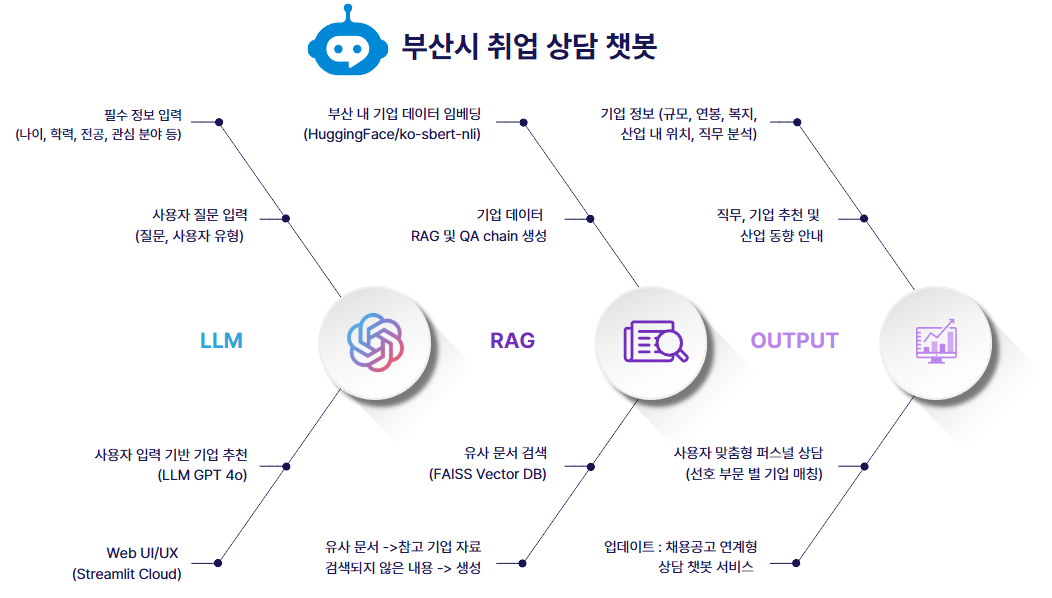 부산시 취업 상담 챗봇
필수 정보 입력
(나이, 학력, 전공, 관심 분야 등)
사용자 질문 입력
(질문, 사용자 유형)
LLM
사용자 입력 기반 기업 추천
(LLM GPT 4o)
Web UI/UX
(Streamlit Cloud)
부산 내 기업 데이터 임베딩
(HuggingFace/ko-sbert-nli)
기업 데이터
RAG 및 QA chain 생성
RAG
유사 문서 검색
(FAISS Vector DB)
유사 문서 ->참고 기업 자료
검색되지 않은 내용 -> 생성
기업 정보 (규모, 연봉, 복지,
산업 내 위치, 직무 분석)
직무, 기업 추천 및
산업 동향 안내
OUTPUT
사용자 맞춤형 퍼스널 상담
(선호 부문 별 기업 매칭)
업데이트 : 채용공고 연계형
상담 챗봇 서비스